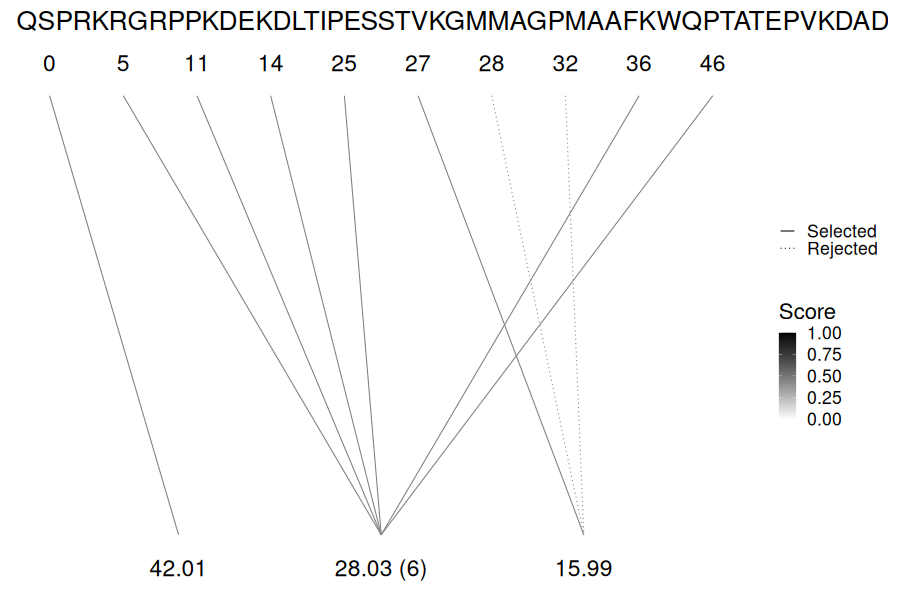 QSPRKRGRPPKDEKDLTIPESSTVKGMMAGPMAAFKWQPTATEPVKDAD
0 5 11 14 25 27 28 32 36 46
Selected
Rejected
Score
1.00
0.75
0.50
0.25
0.00
42.01 28.03 (6) 15.99